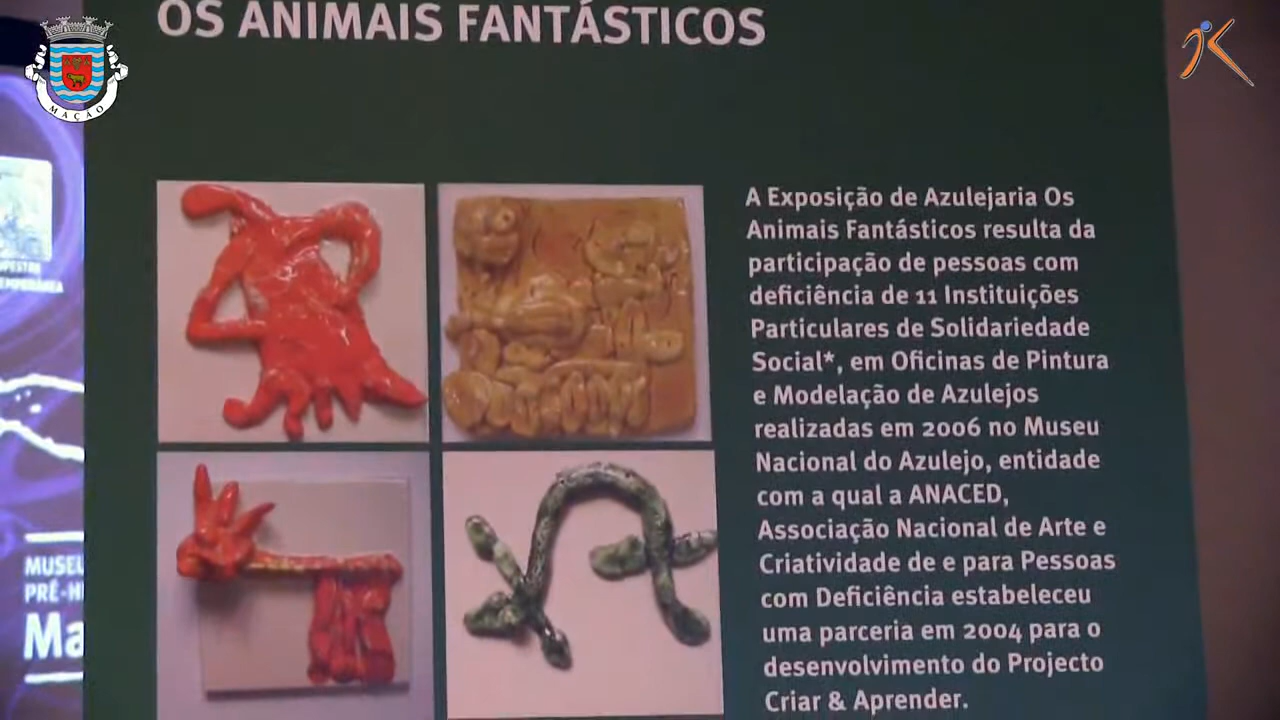 OS ANIMAIS FANTÁSTICOS
MAÇÃO
A Exposição de Azulejaria Os
Animais Fantásticos resulta da
participação de pessoas com
deficiência de 11 Instituições
Particulares de Solidariedade
Social*, em Oficinas de Pintura
e Modelação de Azulejos
realizadas em 2006 no Museu
Nacional do Azulejo, entidade
com a qual a ANACED,
Associação Nacional de Arte e
Criatividade de e para Pessoas
com Deficiência estabeleceu
uma parceria em 2004 para o
desenvolvimento do Projecto
Criar & Aprender.
MUSEU
PRÉ-H
Ma